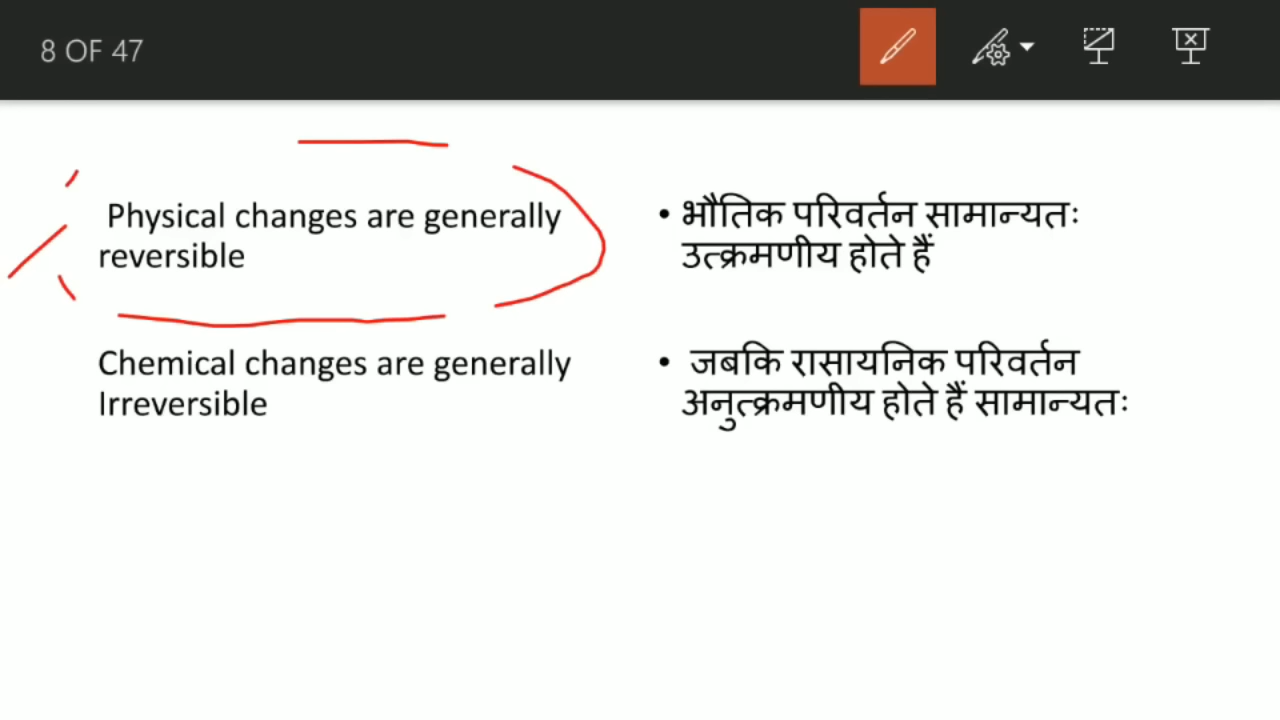 8 OF 47
Physical changes are generally
reversible
Chemical changes are generally
Irreversible
• भौतिक परिवर्तन सामान्यतः
उत्क्रमणीय होते हैं
• जबकि रासायनिक परिवर्तन
अनुत्क्रमणीय होते हैं सामान्यतः